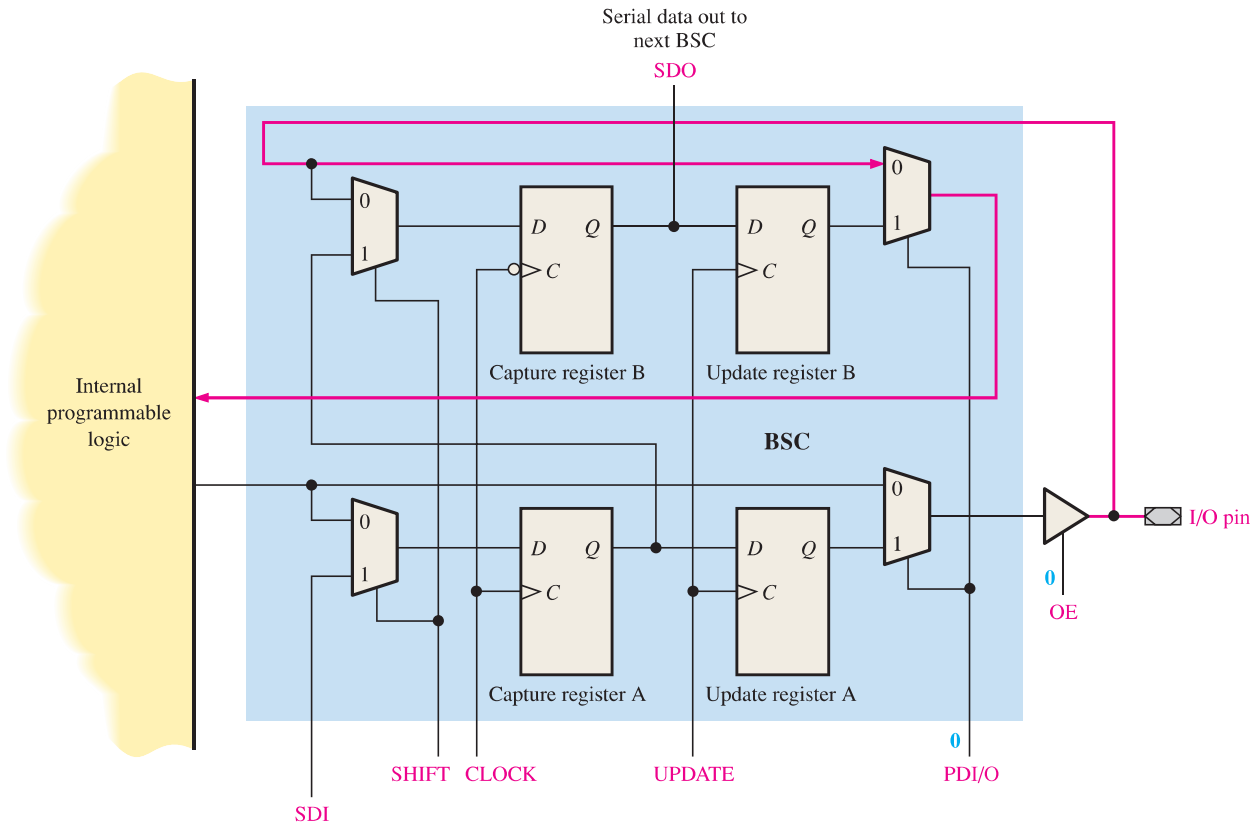 Serial data out to
next BSC
SDO
0
1
D Q
C
D Q
C
0
1
Capture register B
Update register B
Internal
programmable
logic
BSC
0
1
D Q
C
D Q
C
0
1
I/O pin
0
OE
Capture register A
Update register A
0
SHIFT
CLOCK
UPDATE
PDI/O
SDI